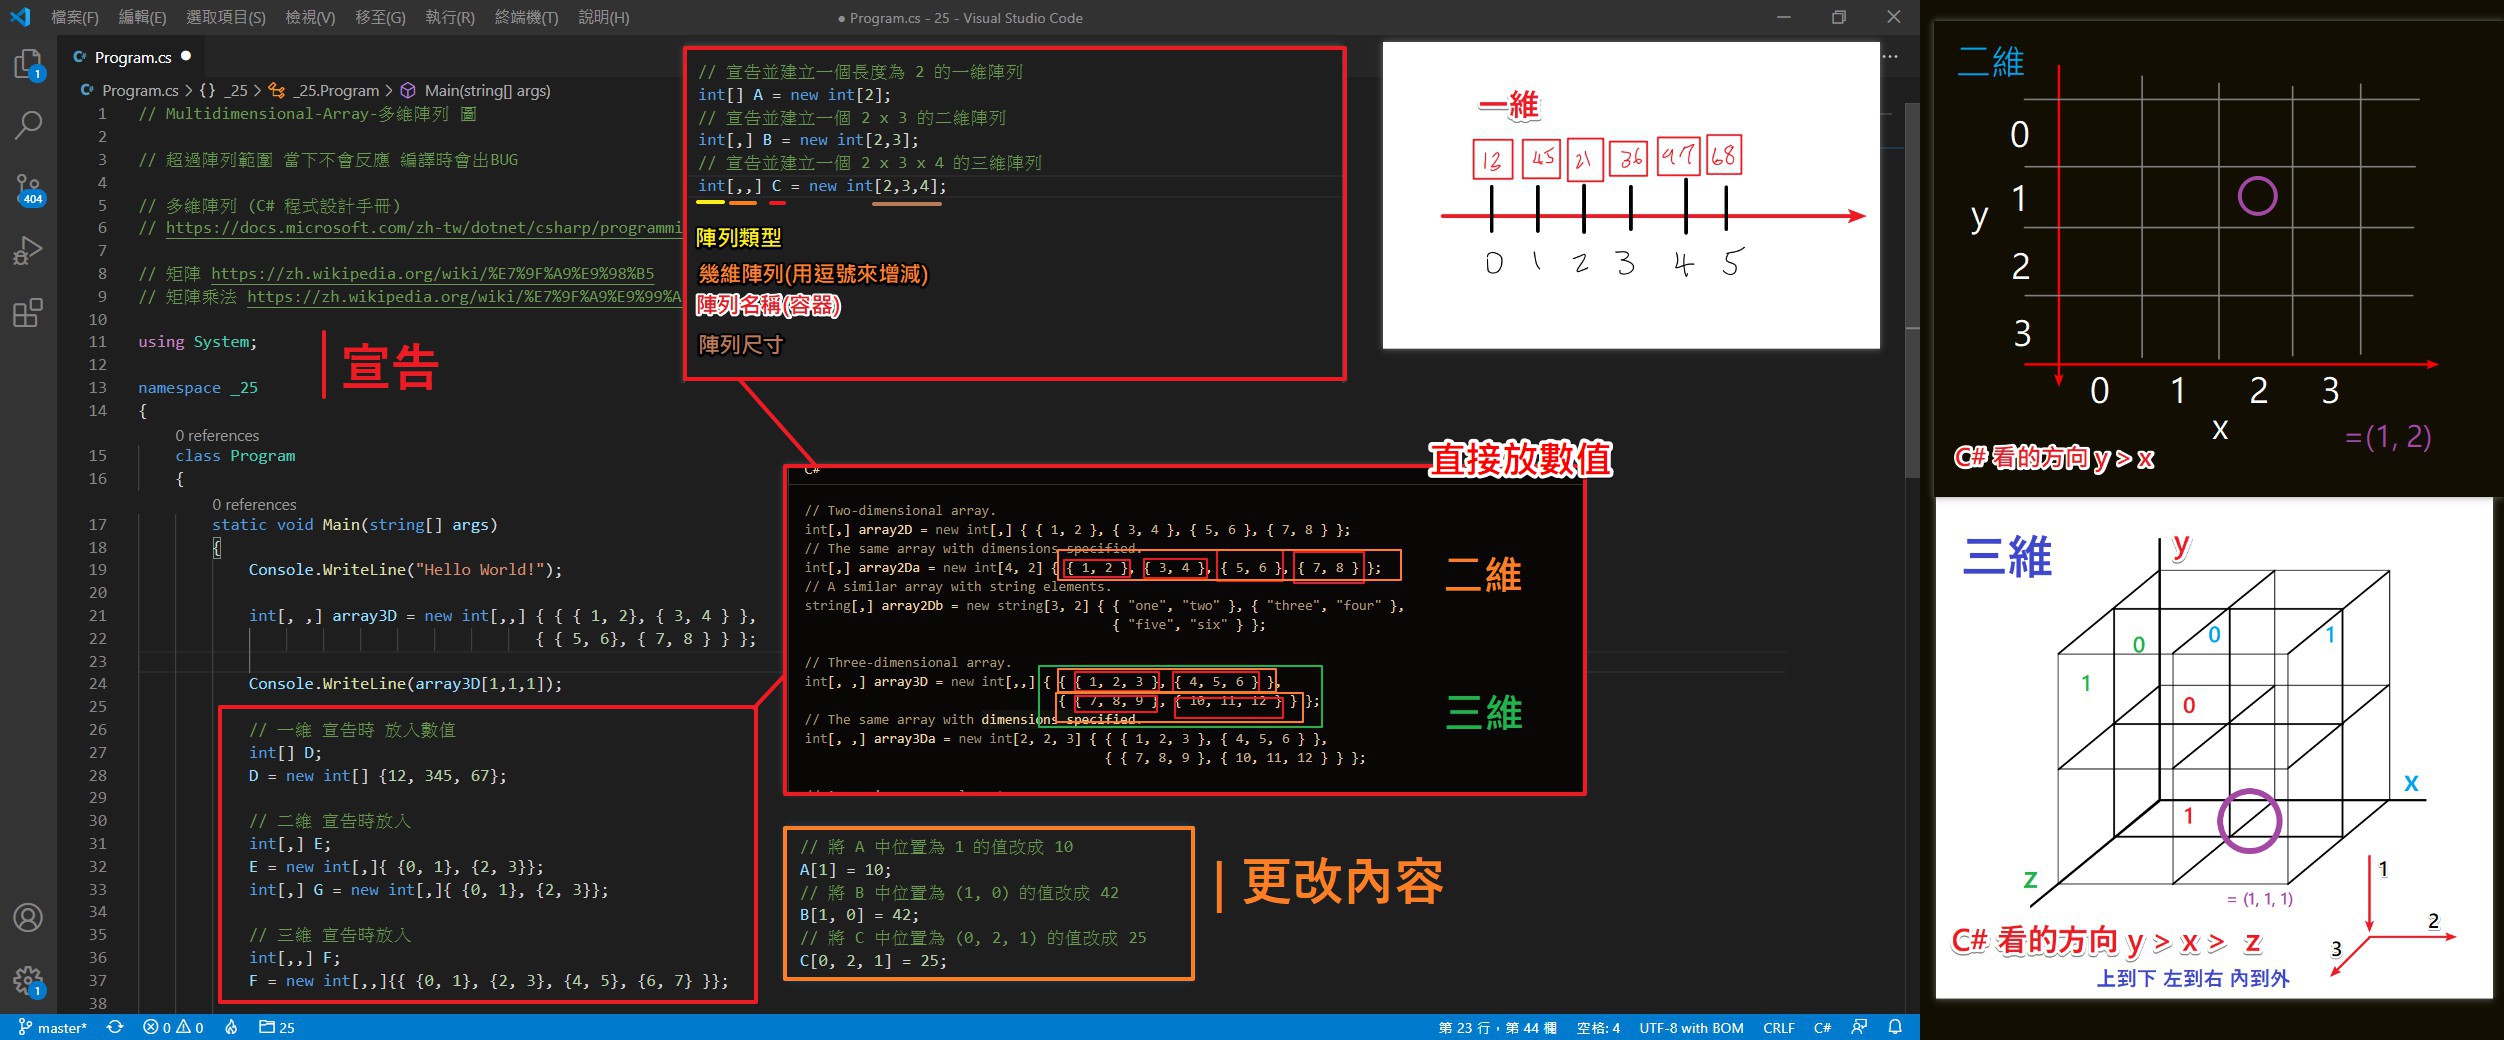 檔案(F) 編輯(E) 選取項目(S) 檢視(V) 移至(G) 執行(R) 終端機(T) 說明(H)
● Program.cs - 25 - Visual Studio Code
C# Program.cs ●
C# Program.cs > {} _25 > _25.Program > Main(string[] args)
1
404
1
1 // Multidimensional-Array-多維陣列 圖
2
3 // 超過陣列範圍 當下不會反應 編譯時會出BUG
4
5 // 多維陣列 (C# 程式設計手冊)
6 // https://docs.microsoft.com/zh-tw/dotnet/csharp/programmi
7
8 // 矩陣 https://zh.wikipedia.org/wiki/%E7%9F%A9%E9%98%B5
9 // 矩陣乘法 https://zh.wikipedia.org/wiki/%E7%9F%A9%E9%99%A
10
11 using System;
12
13 namespace _25
14 {
0 references
15 class Program
16 {
0 references
17 static void Main(string[] args)
18 {
19 Console.WriteLine("Hello World!");
20
21 int[, ,] array3D = new int[,,] { { { 1, 2}, { 3, 4 } },
22 { { 5, 6}, { 7, 8 } } };
23
24 Console.WriteLine(array3D[1,1,1]);
25
26 // 一維 宣告時 放入數值
27 int[] D;
28 D = new int[] {12, 345, 67};
29
30 // 二維 宣告時放入
31 int[,] E;
32 E = new int[,]{ {0, 1}, {2, 3}};
33 int[,] G = new int[,]{ {0, 1}, {2, 3}};
34
35 // 三維 宣告時放入
36 int[,,] F;
37 F = new int[,,]{{ {0, 1}, {2, 3}, {4, 5}, {6, 7} }};
38
宣告
// 宣告並建立一個長度為 2 的一維陣列
int[] A = new int[2];
// 宣告並建立一個 2 x 3 的二維陣列
int[,] B = new int[2,3];
// 宣告並建立一個 2 x 3 x 4 的三維陣列
int[,,] C = new int[2,3,4];
陣列類型
幾維陣列(用逗號來增減)
陣列名稱(容器)
陣列尺寸
直接放數值
C#
// Two-dimensional array.
int[,] array2D = new int[,] { { 1, 2 }, { 3, 4 }, { 5, 6 }, { 7, 8 } };
// The same array with dimensions specified.
int[,] array2Da = new int[4, 2] { { 1, 2 }, { 3, 4 }, { 5, 6 }, { 7, 8 } };
// A similar array with string elements.
string[,] array2Db = new string[3, 2] { { "one", "two" }, { "three", "four" },
{ "five", "six" } };
// Three-dimensional array.
int[, ,] array3D = new int[,,] { { { 1, 2, 3 }, { 4, 5, 6 } },
{ { 7, 8, 9 }, { 10, 11, 12 } } };
// The same array with dimensions specified.
int[, ,] array3Da = new int[2, 2, 3] { { { 1, 2, 3 }, { 4, 5, 6 } },
{ { 7, 8, 9 }, { 10, 11, 12 } } };
二維
三維
// 將 A 中位置為 1 的值改成 10
A[1] = 10;
// 將 B 中位置為 (1, 0) 的值改成 42
B[1, 0] = 42;
// 將 C 中位置為 (0, 2, 1) 的值改成 25
C[0, 2, 1] = 25;
更改內容
一維
12 45 21 36 97 68
0 1 2 3 4 5
二維
0
1
y
2
3
0 1 2 3
x
=(1, 2)
C# 看的方向 y > x
三維
y
0 0 1
1
0
x
1
z
= (1, 1, 1)
1
2
3
C# 看的方向 y > x > z
上到下 左到右 內到外
master* 0 0 25
第 23 行，第 44 欄 空格: 4 UTF-8 with BOM CRLF C#